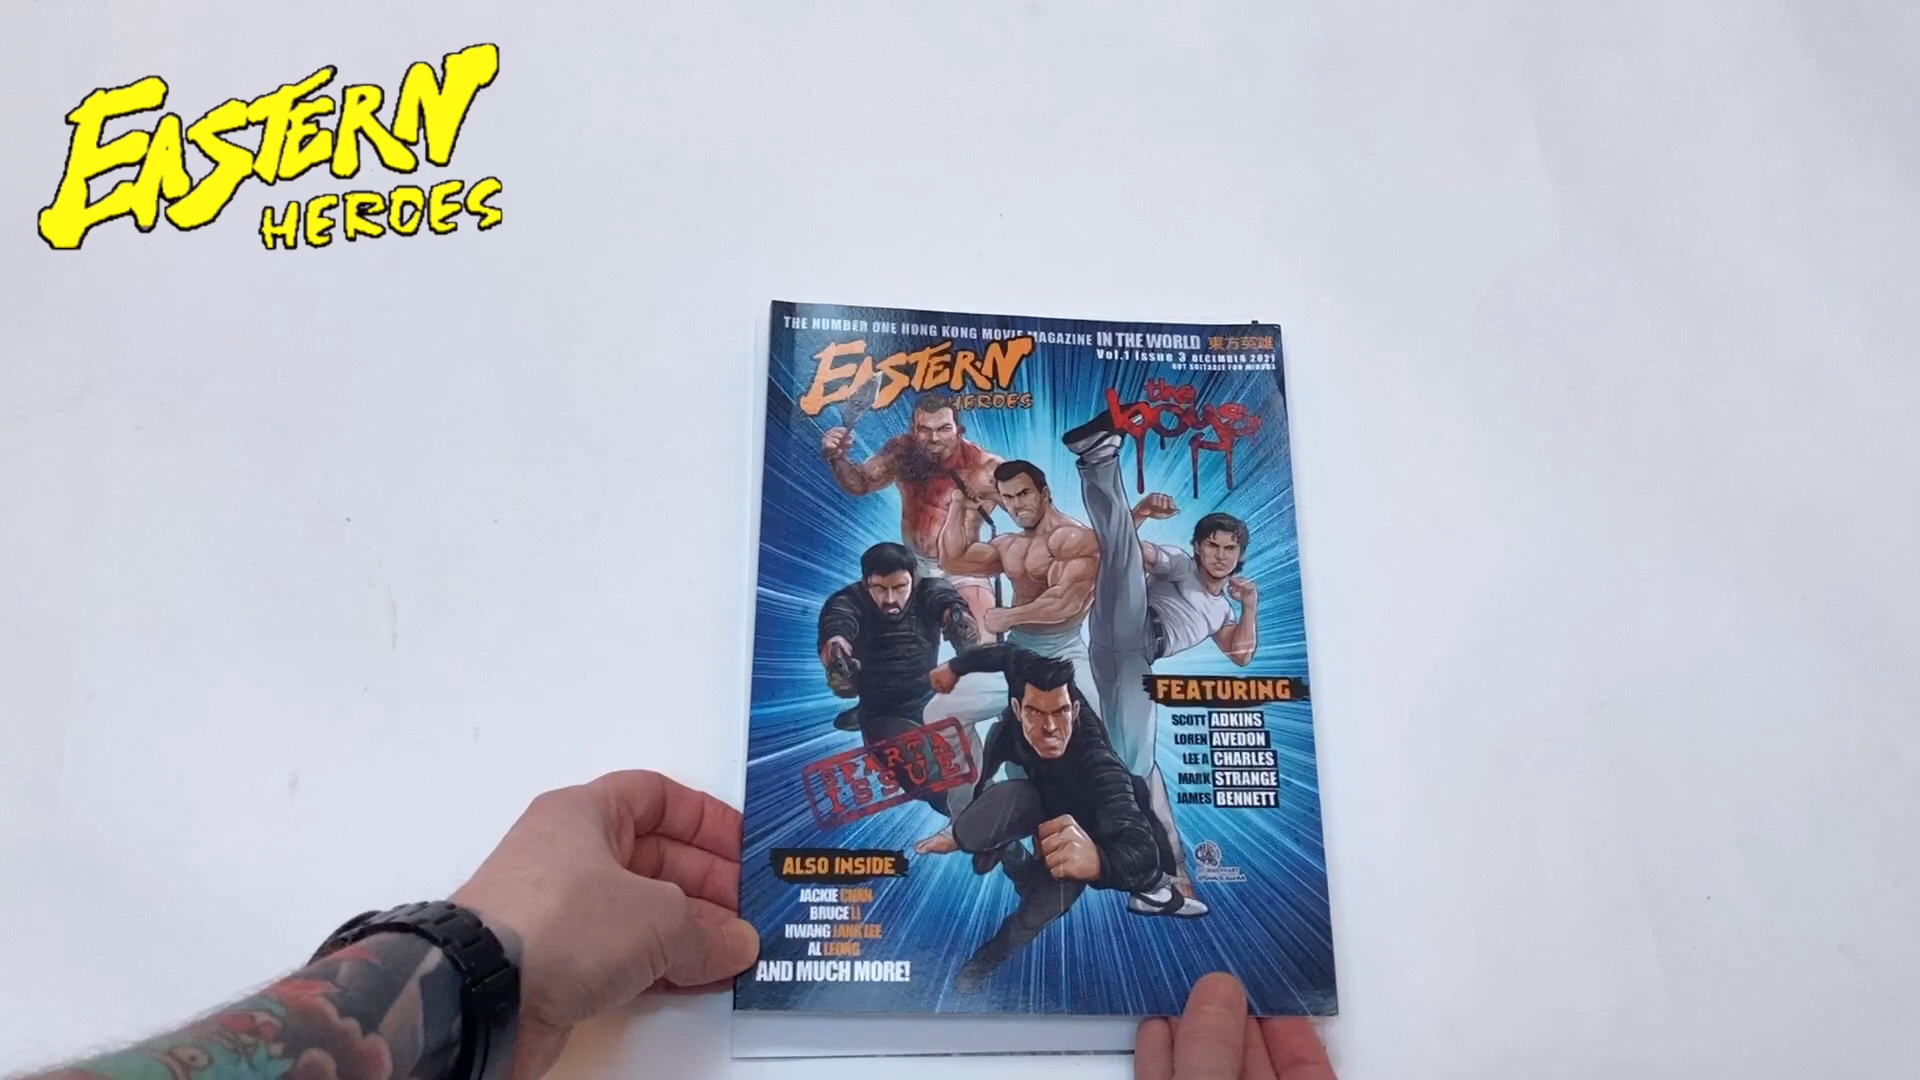 EASTERN
HEROES
THE NUMBER ONE HONG KONG MOVIE MAGAZINE IN THE WORLD 東方英雄
Vol.1 Issue 3 DECEMBER 2021
NOT SUITABLE FOR MINORS
EASTERN
HEROES
the
boys
SPARTA
ISSUE
FEATURING
SCOTT ADKINS
LOREN AVEDON
LEE A CHARLES
MARK STRANGE
JAMES BENNETT
ALSO INSIDE
JACKIE CHAN
BRUCE LI
HWANG JANG LEE
AL LEONG
AND MUCH MORE!